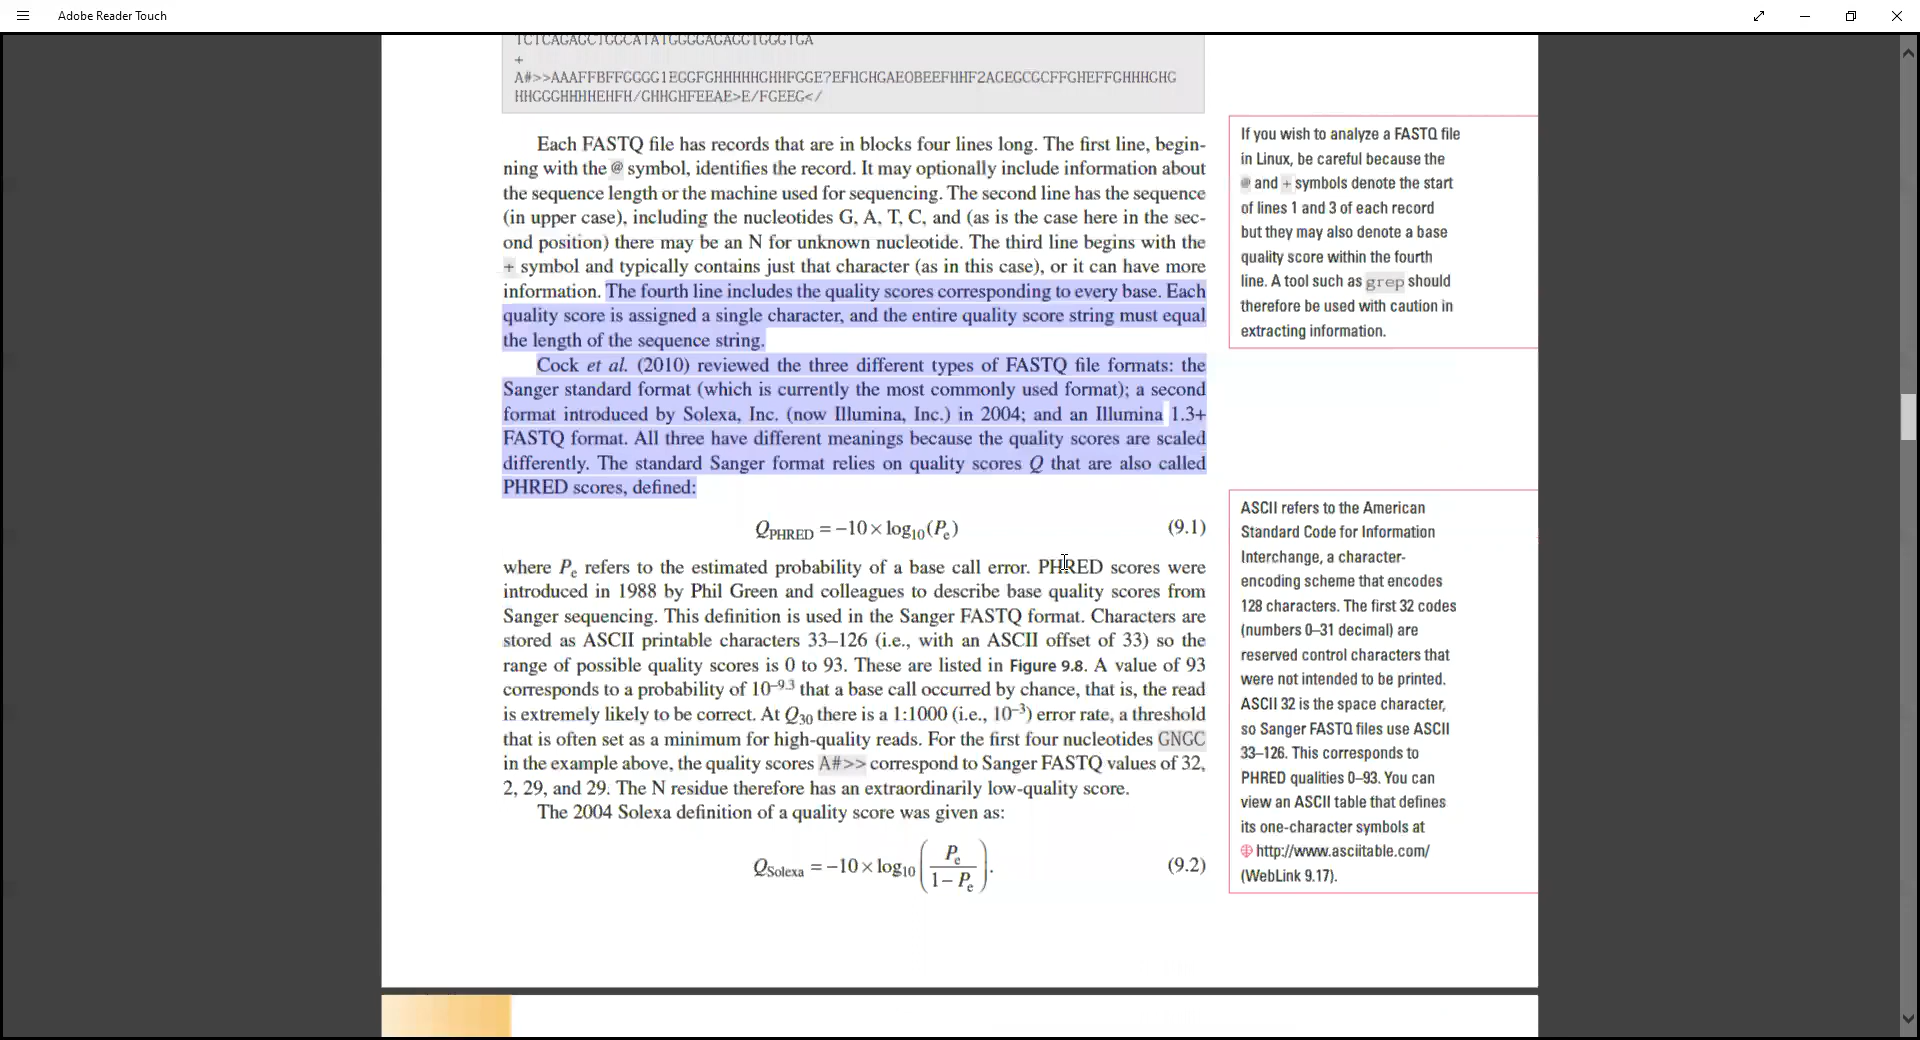 Adobe Reader Touch
TCTCAGAGCTGGCATATGGGGAGAGGTGGGTGA
+
A#>>AAAFFBFFGGGG1EGGFGHHHHHGHHFGGE?EFHGHGAEOBEEFHHF2AGEGCGCFFGHEFFGHHHGHG
HHGGGHHHHEHFH/GHHGHFEEAE>E/FGEEG</
Each FASTQ file has records that are in blocks four lines long. The first line, begin-
ning with the @ symbol, identifies the record. It may optionally include information about
the sequence length or the machine used for sequencing. The second line has the sequence
(in upper case), including the nucleotides G, A, T, C, and (as is the case here in the sec-
ond position) there may be an N for unknown nucleotide. The third line begins with the
+ symbol and typically contains just that character (as in this case), or it can have more
information. The fourth line includes the quality scores corresponding to every base. Each
quality score is assigned a single character, and the entire quality score string must equal
the length of the sequence string.
Cock et al. (2010) reviewed the three different types of FASTQ file formats: the
Sanger standard format (which is currently the most commonly used format); a second
format introduced by Solexa, Inc. (now Illumina, Inc.) in 2004; and an Illumina 1.3+
FASTQ format. All three have different meanings because the quality scores are scaled
differently. The standard Sanger format relies on quality scores Q that are also called
PHRED scores, defined:
Q_PHRED = −10 × log₁₀(Pₑ) (9.1)
where Pₑ refers to the estimated probability of a base call error. PHRED scores were
introduced in 1988 by Phil Green and colleagues to describe base quality scores from
Sanger sequencing. This definition is used in the Sanger FASTQ format. Characters are
stored as ASCII printable characters 33–126 (i.e., with an ASCII offset of 33) so the
range of possible quality scores is 0 to 93. These are listed in Figure 9.8. A value of 93
corresponds to a probability of 10⁻⁹·³ that a base call occurred by chance, that is, the read
is extremely likely to be correct. At Q₃₀ there is a 1:1000 (i.e., 10⁻³) error rate, a threshold
that is often set as a minimum for high-quality reads. For the first four nucleotides GNGC
in the example above, the quality scores A#>> correspond to Sanger FASTQ values of 32,
2, 29, and 29. The N residue therefore has an extraordinarily low-quality score.
The 2004 Solexa definition of a quality score was given as:
Q_Solexa = −10 × log₁₀ (Pₑ / 1 − Pₑ). (9.2)
If you wish to analyze a FASTQ file
in Linux, be careful because the
@ and + symbols denote the start
of lines 1 and 3 of each record
but they may also denote a base
quality score within the fourth
line. A tool such as grep should
therefore be used with caution in
extracting information.
ASCII refers to the American
Standard Code for Information
Interchange, a character-
encoding scheme that encodes
128 characters. The first 32 codes
(numbers 0–31 decimal) are
reserved control characters that
were not intended to be printed.
ASCII 32 is the space character,
so Sanger FASTQ files use ASCII
33–126. This corresponds to
PHRED qualities 0–93. You can
view an ASCII table that defines
its one-character symbols at
http://www.asciitable.com/
(WebLink 9.17).